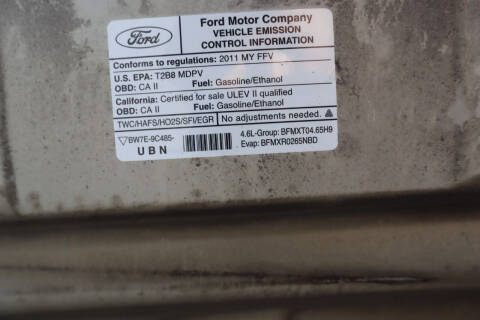 Ford
Ford Motor Company
VEHICLE EMISSION
CONTROL INFORMATION
Conforms to regulations: 2011 MY FFV
U.S. EPA: T2B8 MDPV
OBD: CA II Fuel: Gasoline/Ethanol
California: Certified for sale ULEV II qualified
OBD: CA II Fuel: Gasoline/Ethanol
TWC/HAFS/HO2S/SFI/EGR No adjustments needed.
BW7E-9C485- 4.6L-Group: BFMXT04.65H9
UBN Evap: BFMXR0265NBD